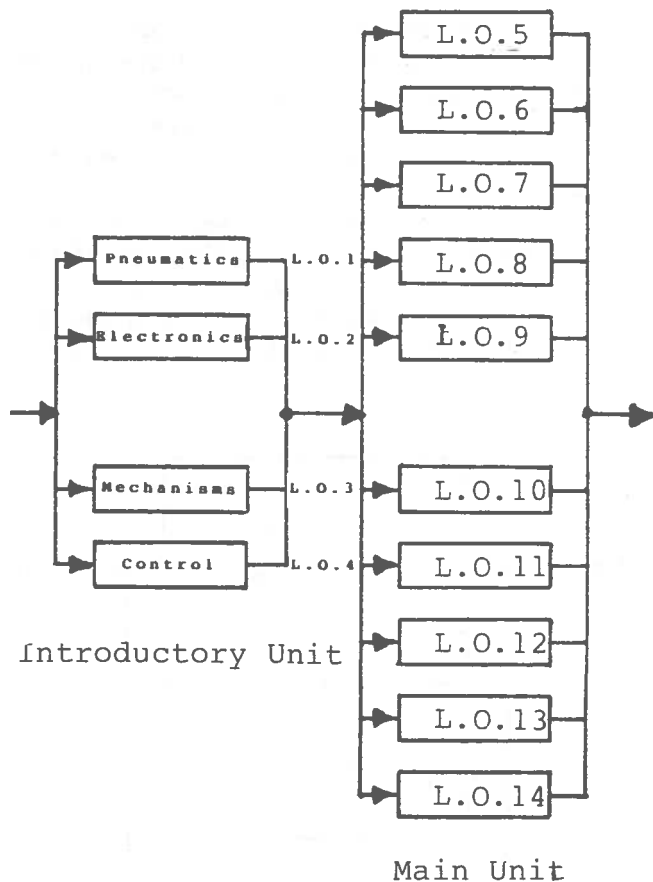 Pneumatics L.O.1
Electronics L.O.2
Mechanisms L.O.3
Control L.O.4
Introductory Unit
L.O.5
L.O.6
L.O.7
L.O.8
L.O.9
L.O.10
L.O.11
L.O.12
L.O.13
L.O.14
Main Unit